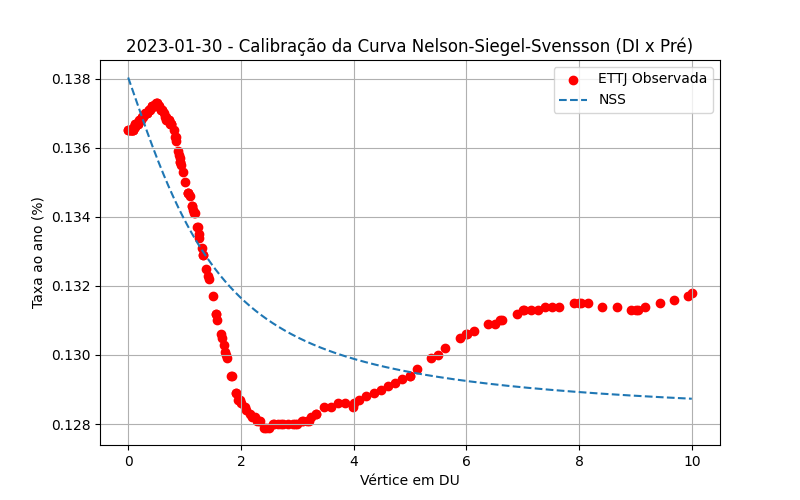 2023-01-30 - Calibração da Curva Nelson-Siegel-Svensson (DI x Pré)
ETTJ Observada
NSS
Taxa ao ano (%)
0.138
0.136
0.134
0.132
0.130
0.128
0
2
4
6
8
10
Vértice em DU